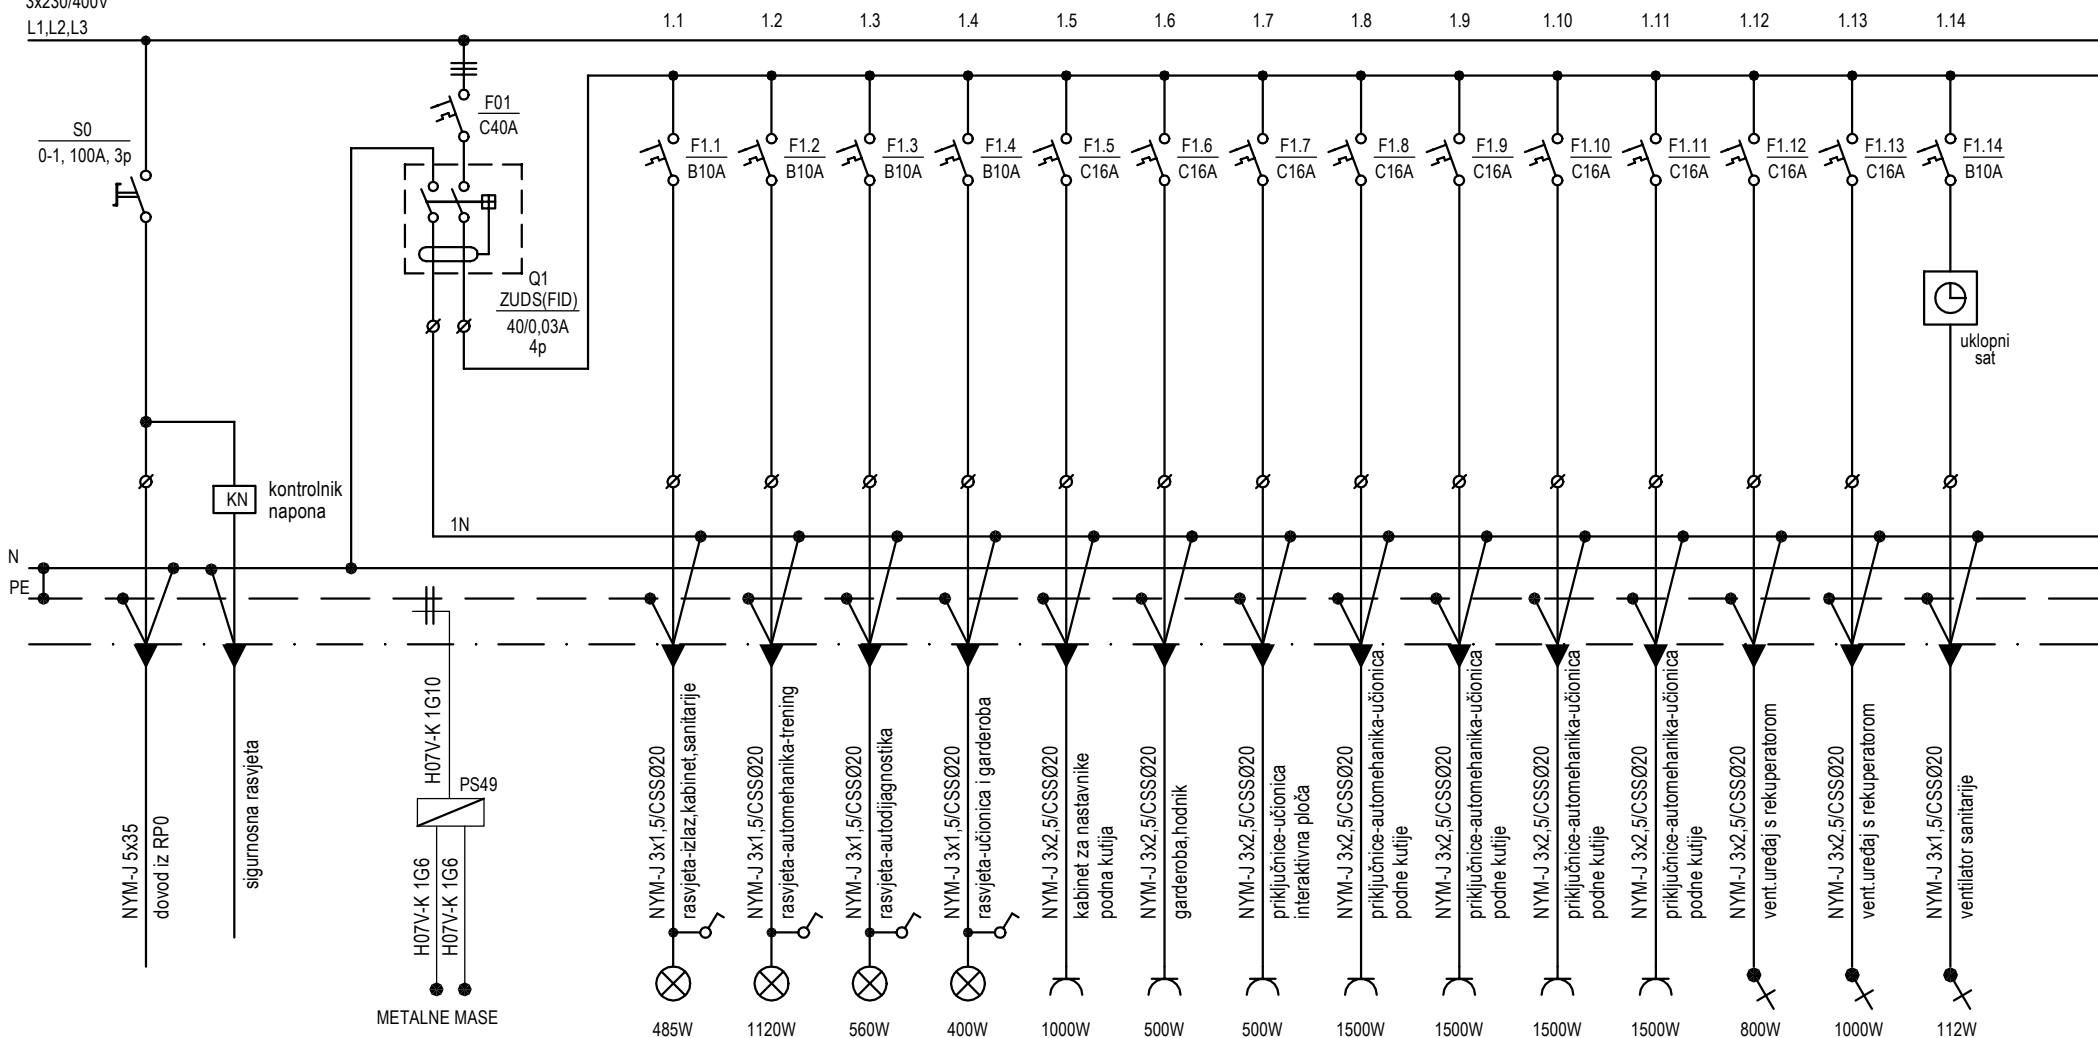 3x230/400V
L1,L2,L3
1.1
1.2
1.3
1.4
1.5
1.6
1.7
1.8
1.9
1.10
1.11
1.12
1.13
1.14
S0
0-1, 100A, 3p
F01
C40A
F1.1
B10A
F1.2
B10A
F1.3
B10A
F1.4
B10A
F1.5
C16A
F1.6
C16A
F1.7
C16A
F1.8
C16A
F1.9
C16A
F1.10
C16A
F1.11
C16A
F1.12
C16A
F1.13
C16A
F1.14
B10A
Q1
ZUDS(FID)
40/0,03A
4p
uklopni
sat
KN
kontrolnik
napona
1N
N
PE
NYM-J 5x35
dovod iz RP0
sigurnosna rasvjeta
H07V-K 1G10
PS49
H07V-K 1G6
H07V-K 1G6
METALNE MASE
NYM-J 3x1,5/CSSØ20
rasvjeta-izlaz,kabinet,sanitarije
NYM-J 3x1,5/CSSØ20
rasvjeta-automehanika-trening
NYM-J 3x1,5/CSSØ20
rasvjeta-autodijagnostika
NYM-J 3x1,5/CSSØ20
rasvjeta-učionica i garderoba
NYM-J 3x2,5/CSSØ20
kabinet za nastavnike
podna kutija
NYM-J 3x2,5/CSSØ20
garderoba,hodnik
NYM-J 3x2,5/CSSØ20
priključnice-učionica
interaktivna ploča
NYM-J 3x2,5/CSSØ20
priključnice-automehanika-učionica
podne kutije
NYM-J 3x2,5/CSSØ20
priključnice-automehanika-učionica
podne kutije
NYM-J 3x2,5/CSSØ20
priključnice-automehanika-učionica
podne kutije
NYM-J 3x2,5/CSSØ20
priključnice-automehanika-učionica
podne kutije
NYM-J 3x2,5/CSSØ20
vent.uređaj s rekuperatorom
NYM-J 3x2,5/CSSØ20
vent.uređaj s rekuperatorom
NYM-J 3x1,5/CSSØ20
ventilator sanitarije
485W
1120W
560W
400W
1000W
500W
500W
1500W
1500W
1500W
1500W
800W
1000W
112W